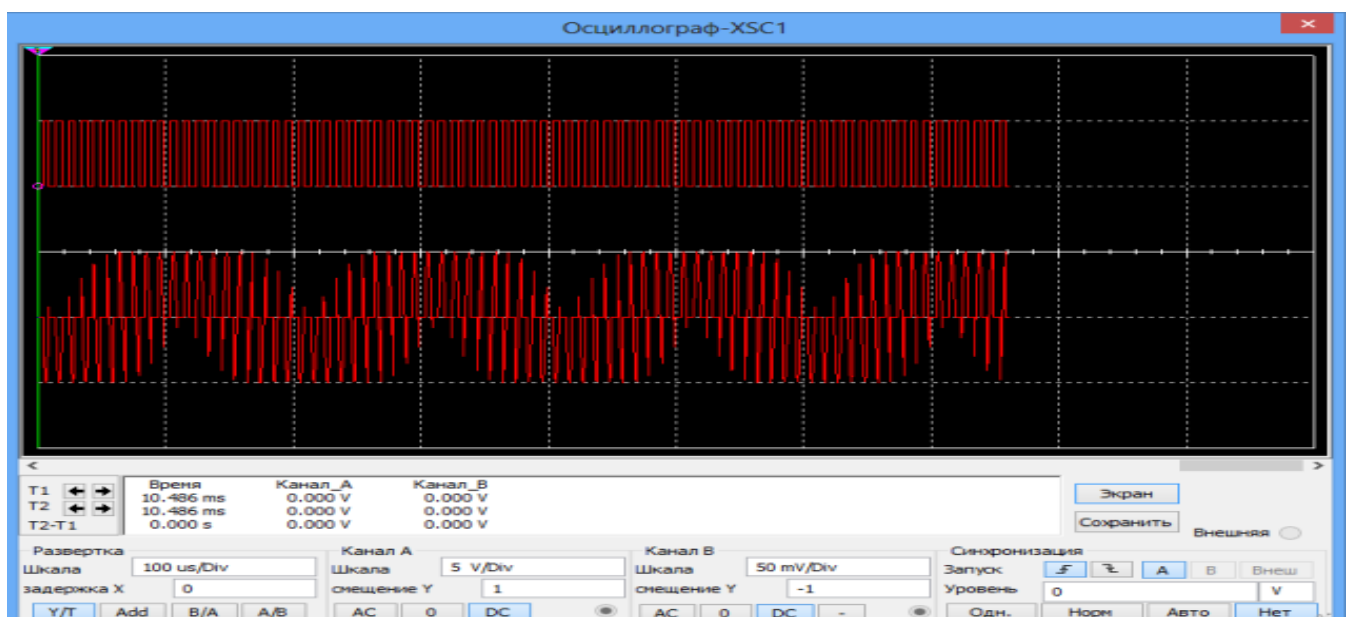 Осциллограф-XSC1
T1
T2
T2-T1
Время Канал_А Канал_В
10.486 ms 0.000 V 0.000 V
10.486 ms 0.000 V 0.000 V
0.000 s 0.000 V 0.000 V
Экран
Сохранить
Внешняя
Развертка Канал А Канал В Синхронизация
Шкала 100 us/Div Шкала 5 V/Div Шкала 50 mV/Div Запуск A B Внеш
задержка X 0 смещение Y 1 смещение Y -1 Уровень 0 V
Y/T Add B/A A/B AC 0 DC AC 0 DC - Одн. Норм Авто Нет